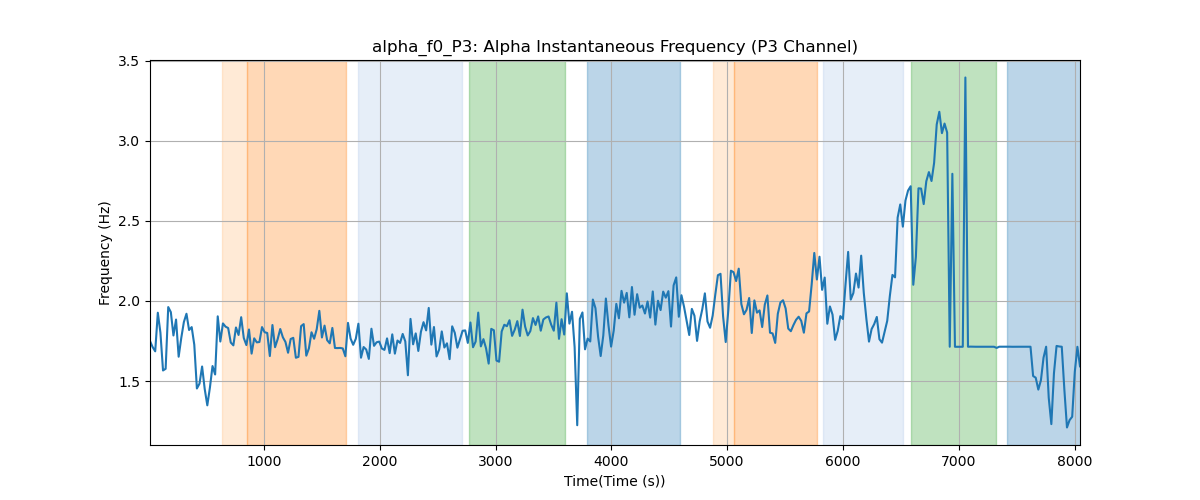 alpha_f0_P3: Alpha Instantaneous Frequency (P3 Channel)
3.5
3.0
2.5
2.0
1.5
Frequency (Hz)
1000 2000 3000 4000 5000 6000 7000 8000
Time(Time (s))